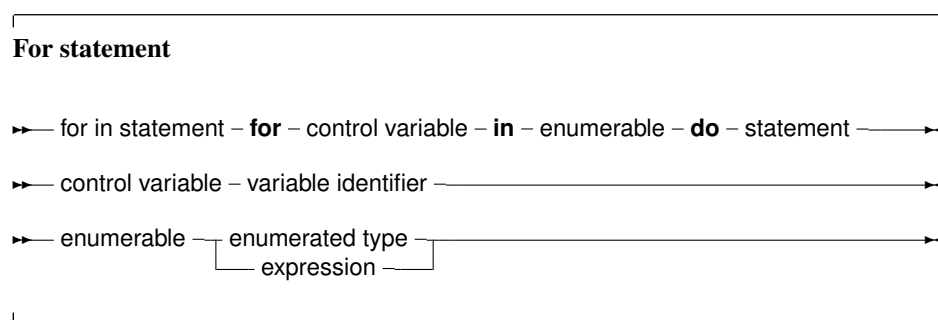 For statement
for in statement – for – control variable – in – enumerable – do – statement –
control variable – variable identifier –
enumerable – enumerated type –
expression –